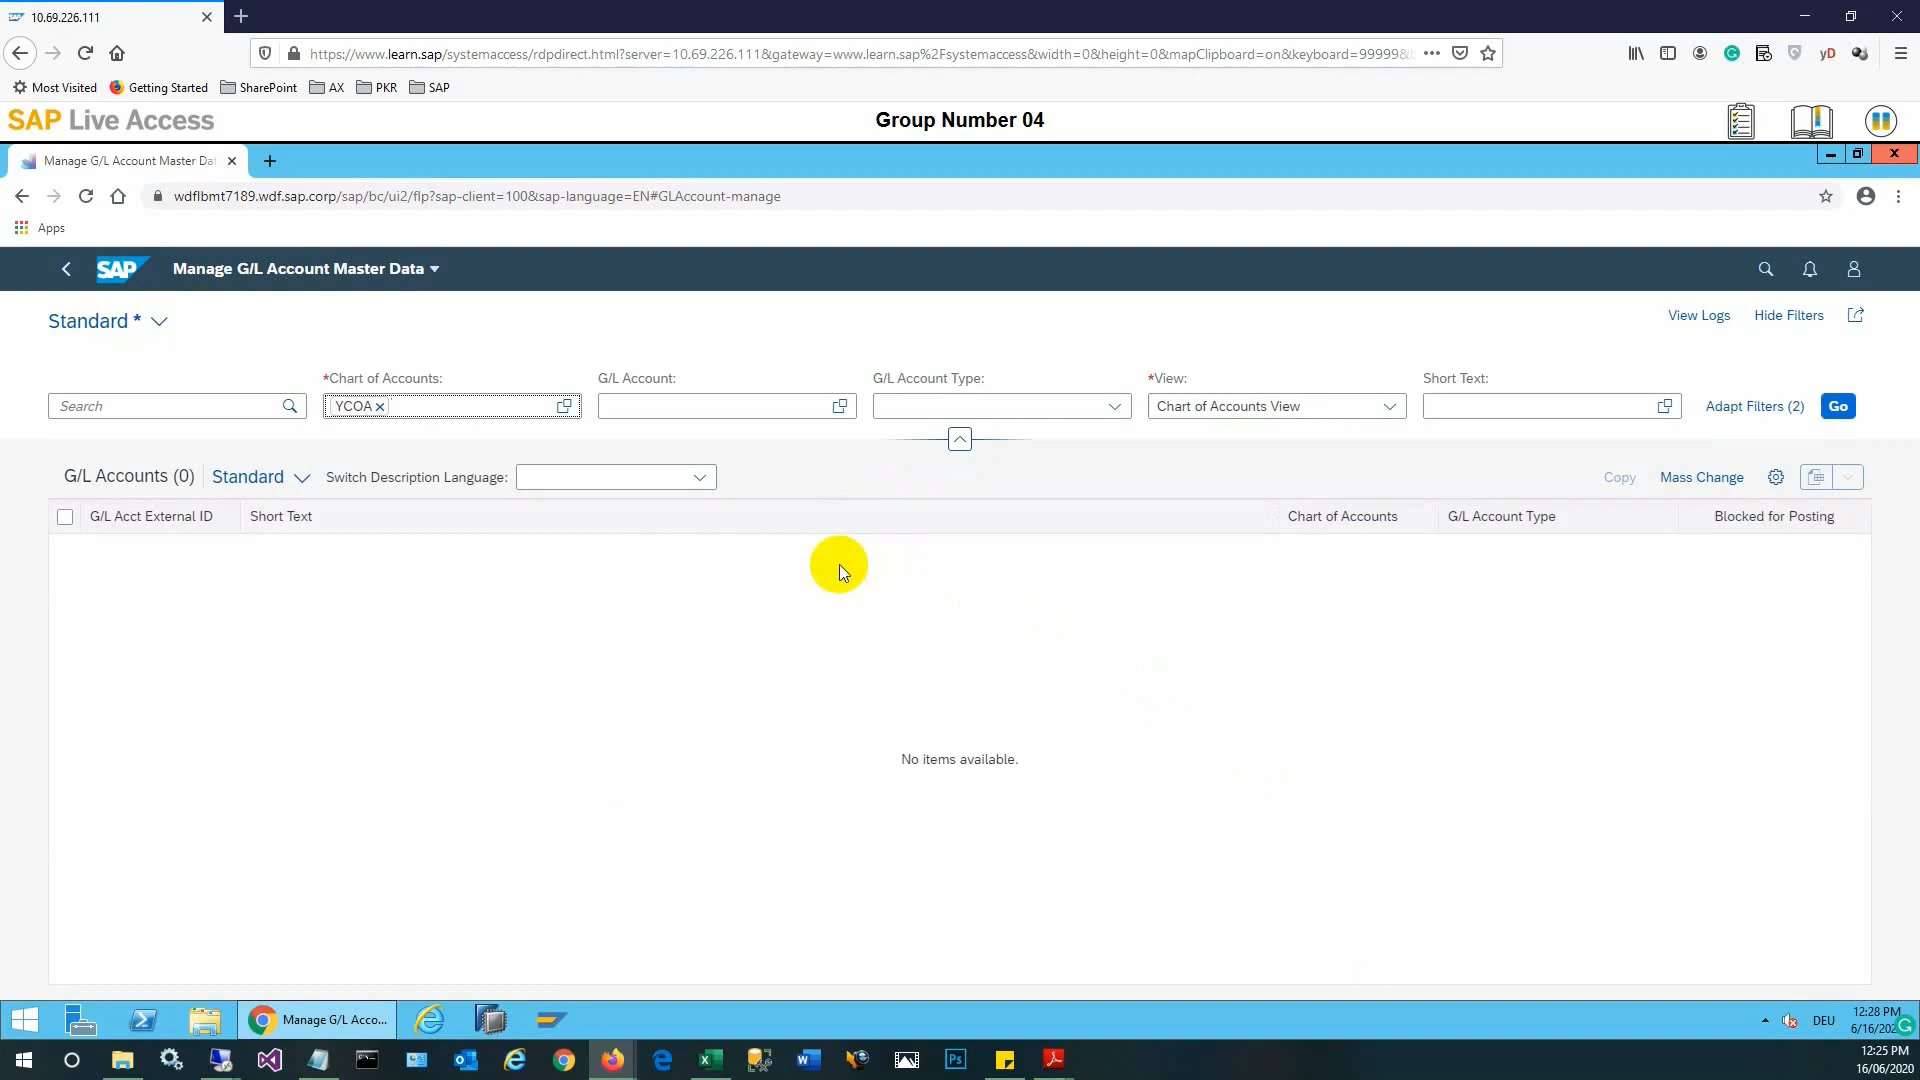 10.69.226.111
https://www.learn.sap/systemaccess/rdpdirect.html?server=10.69.226.111&gateway=www.learn.sap%2Fsystemaccess&width=0&height=0&mapClipboard=on&keyboard=99999&
Most Visited Getting Started SharePoint AX PKR SAP
SAP Live Access Group Number 04
Manage G/L Account Master Da
wdflbmt7189.wdf.sap.corp/sap/bc/ui2/flp?sap-client=100&sap-language=EN#GLAccount-manage
Apps
SAP Manage G/L Account Master Data
Standard * View Logs Hide Filters
*Chart of Accounts: G/L Account: G/L Account Type: *View: Short Text:
Search YCOA Chart of Accounts View Adapt Filters (2) Go
G/L Accounts (0) Standard Switch Description Language: Copy Mass Change
G/L Acct External ID Short Text Chart of Accounts G/L Account Type Blocked for Posting
No items available.
Manage G/L Acco... DEU 12:28 PM
6/16/202
12:25 PM
16/06/2020